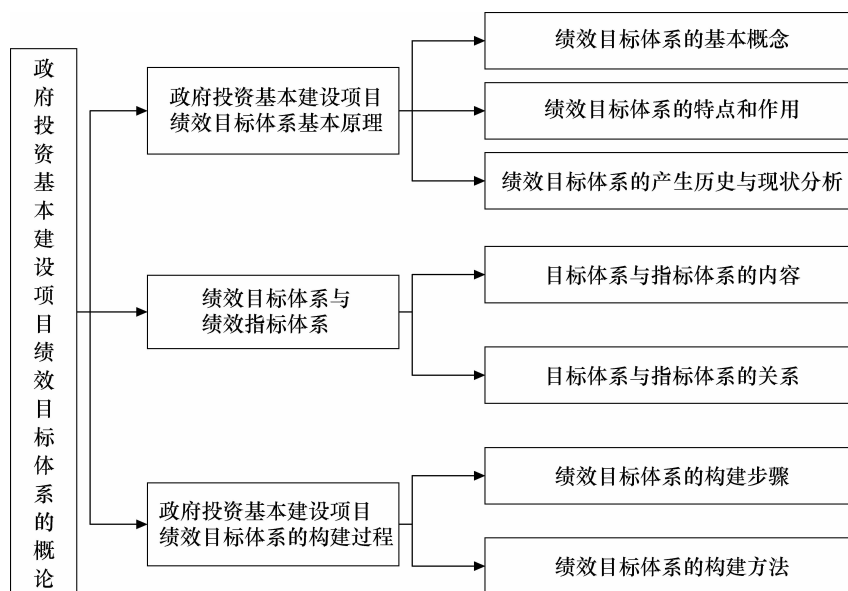 政府投资基本建设项目绩效目标体系的概论
政府投资基本建设项目
绩效目标体系基本原理
绩效目标体系的基本概念
绩效目标体系的特点和作用
绩效目标体系的产生历史与现状分析
绩效目标体系与
绩效指标体系
目标体系与指标体系的内容
目标体系与指标体系的关系
政府投资基本建设项目
绩效目标体系的构建过程
绩效目标体系的构建步骤
绩效目标体系的构建方法